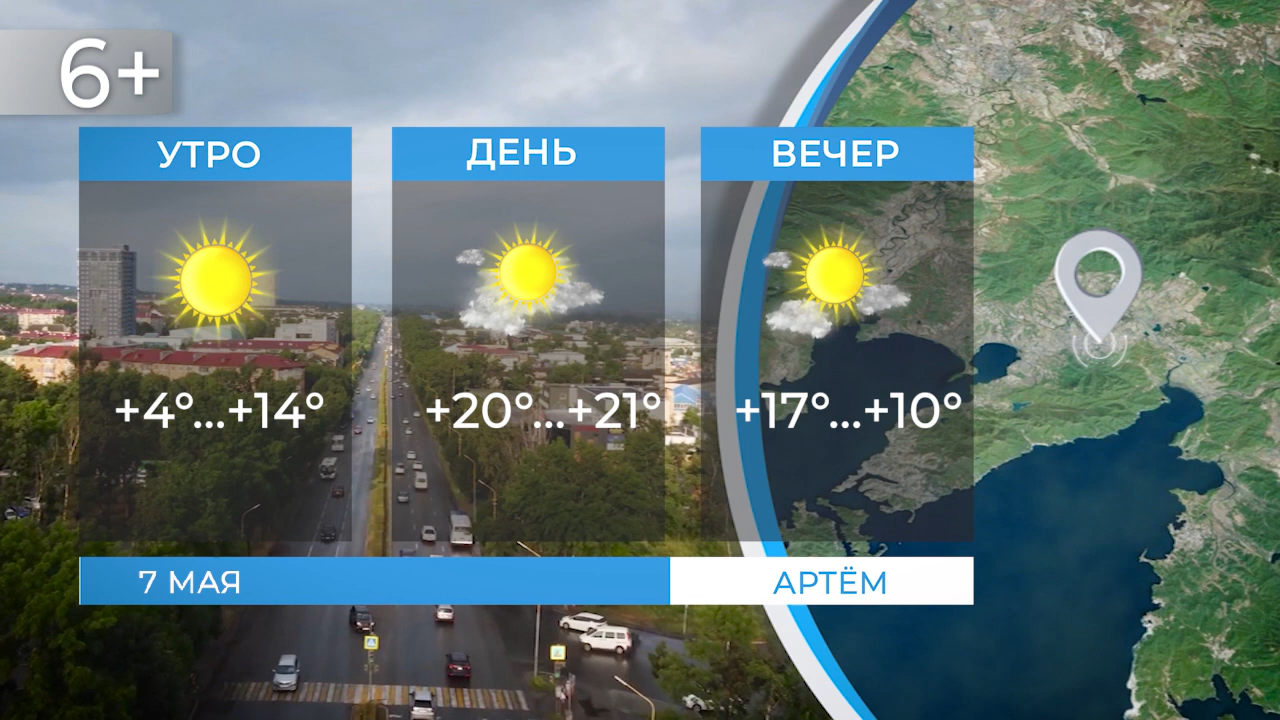 6+
УТРО
ДЕНЬ
ВЕЧЕР
+4°...+14°
+20°...+21°
+17°...+10°
7 МАЯ
АРТЁМ